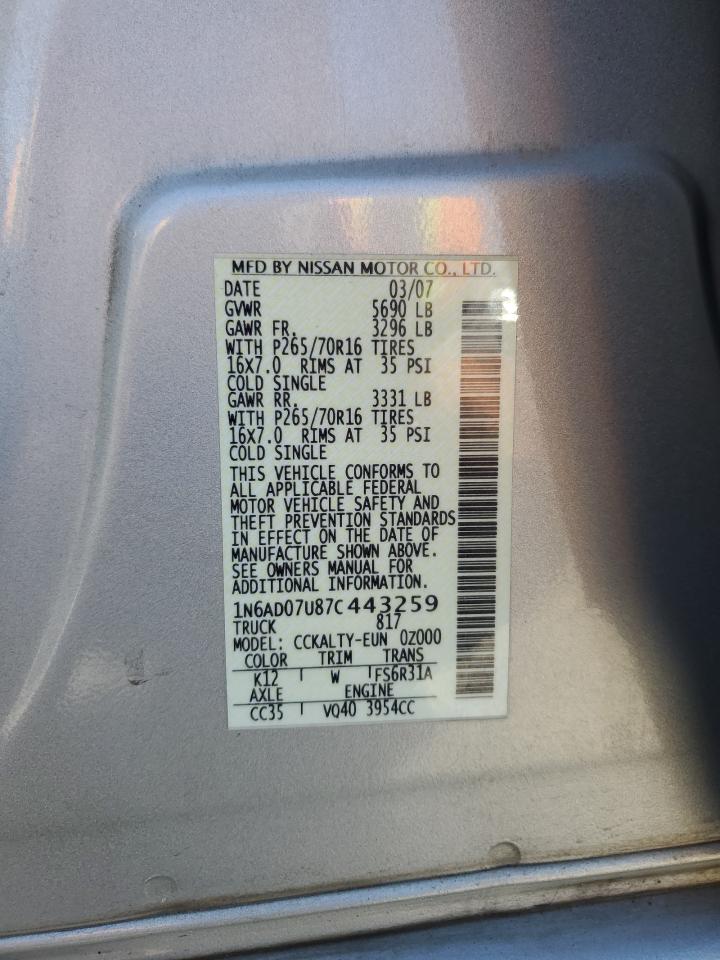 MFD BY NISSAN MOTOR CO., LTD.
DATE 03/07
GVWR 5690 LB
GAWR FR. 3296 LB
WITH P265/70R16 TIRES
16X7.0 RIMS AT 35 PSI
COLD SINGLE
GAWR RR. 3331 LB
WITH P265/70R16 TIRES
16X7.0 RIMS AT 35 PSI
COLD SINGLE
THIS VEHICLE CONFORMS TO
ALL APPLICABLE FEDERAL
MOTOR VEHICLE SAFETY AND
THEFT PREVENTION STANDARDS
IN EFFECT ON THE DATE OF
MANUFACTURE SHOWN ABOVE.
SEE OWNERS MANUAL FOR
ADDITIONAL INFORMATION.
1N6AD07U87C443259
TRUCK 817
MODEL: CCKALTY-EUN 0Z000
COLOR TRIM TRANS
K12 W FS6R31A
AXLE ENGINE
CC35 VQ40 3954CC